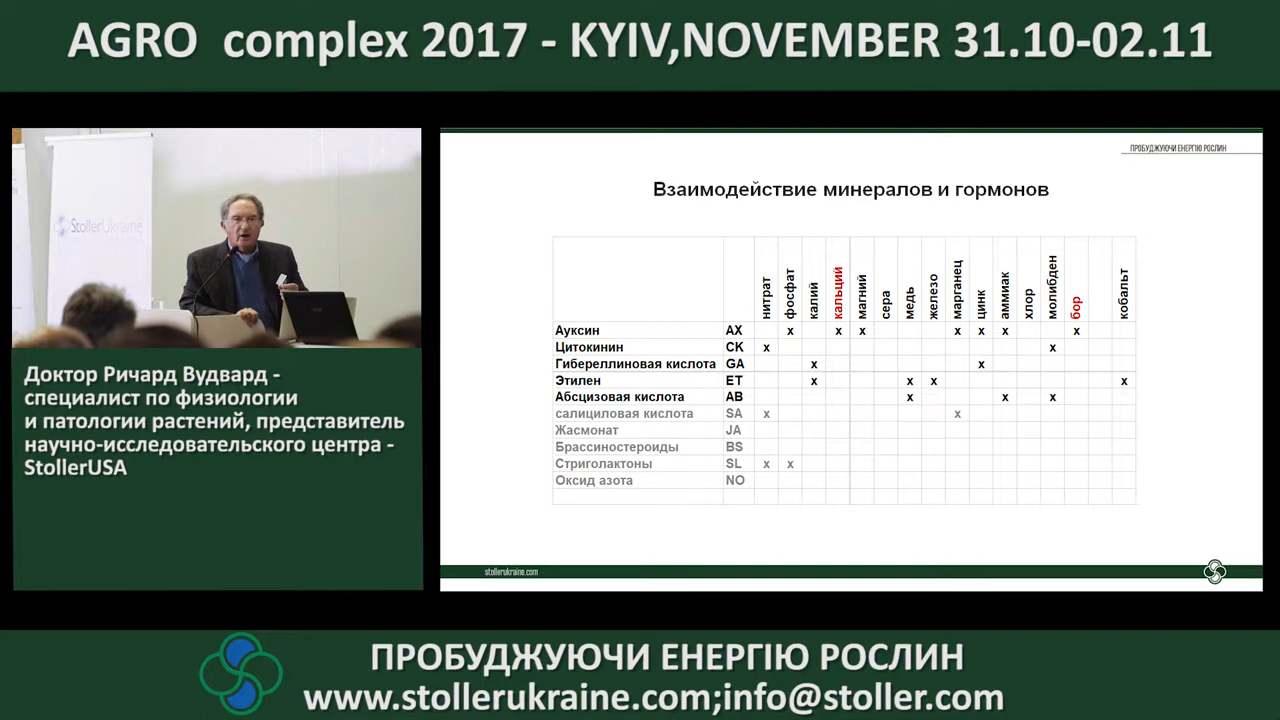 AGRO complex 2017 - KYIV,NOVEMBER 31.10-02.11
StollerUkraine
Доктор Ричард Вудвард -
специалист по физиологии
и патологии растений, представитель
научно-исследовательского центра -
StollerUSA
ПРОБУДЖУЮЧИ ЕНЕРГІЮ РОСЛИН
Взаимодействие минералов и гормонов
нитрат фосфат калий кальций магний сера медь железо марганец цинк аммиак хлор молибден бор кобальт
Ауксин AX x x x x x x x
Цитокинин CK x x
Гибереллиновая кислота GA x x
Этилен ET x x x x
Абсцизовая кислота AB x x x
салициловая кислота SA x x
Жасмонат JA
Брассиностероиды BS
Стриголактоны SL x x
Оксид азота NO
stollerukraine.com
ПРОБУДЖУЮЧИ ЕНЕРГІЮ РОСЛИН
www.stollerukraine.com;info@stoller.com